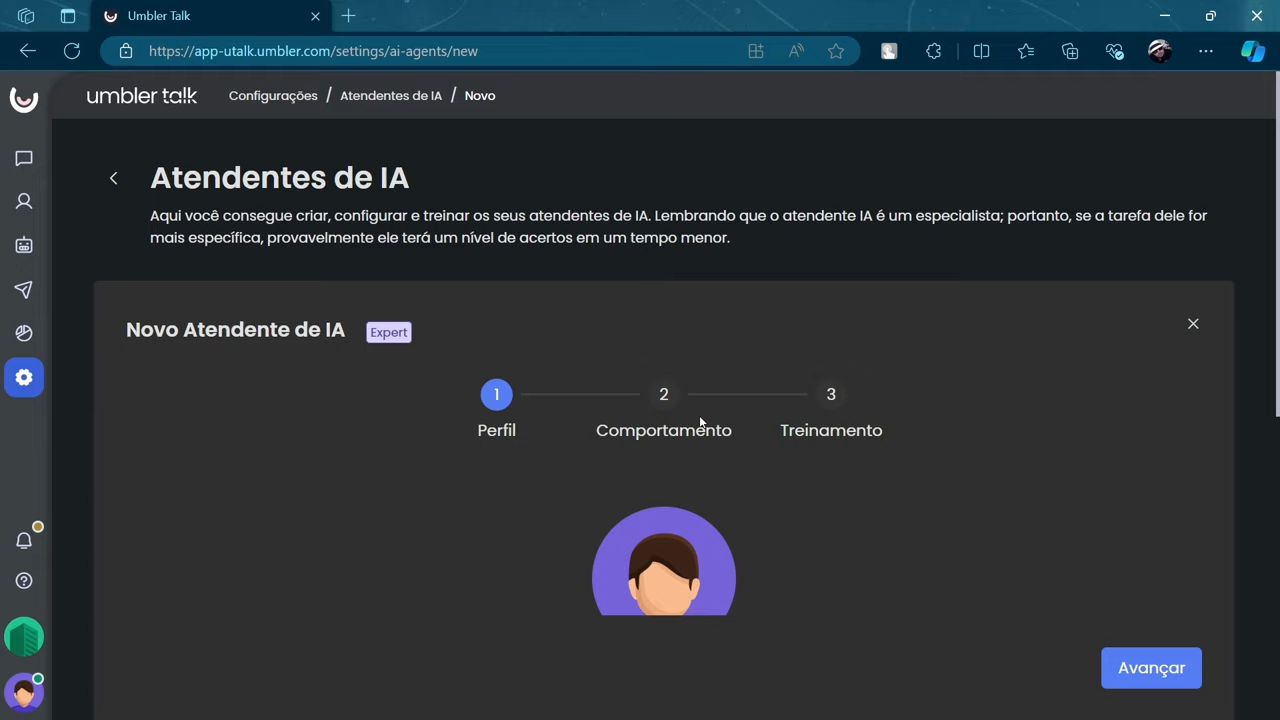 Umbler Talk
https://app-utalk.umbler.com/settings/ai-agents/new
umbler talk
Configurações / Atendentes de IA / Novo
Atendentes de IA
Aqui você consegue criar, configurar e treinar os seus atendentes de IA. Lembrando que o atendente IA é um especialista; portanto, se a tarefa dele for
mais específica, provavelmente ele terá um nível de acertos em um tempo menor.
Novo Atendente de IA Expert
1 2 3
Perfil Comportamento Treinamento
Avançar